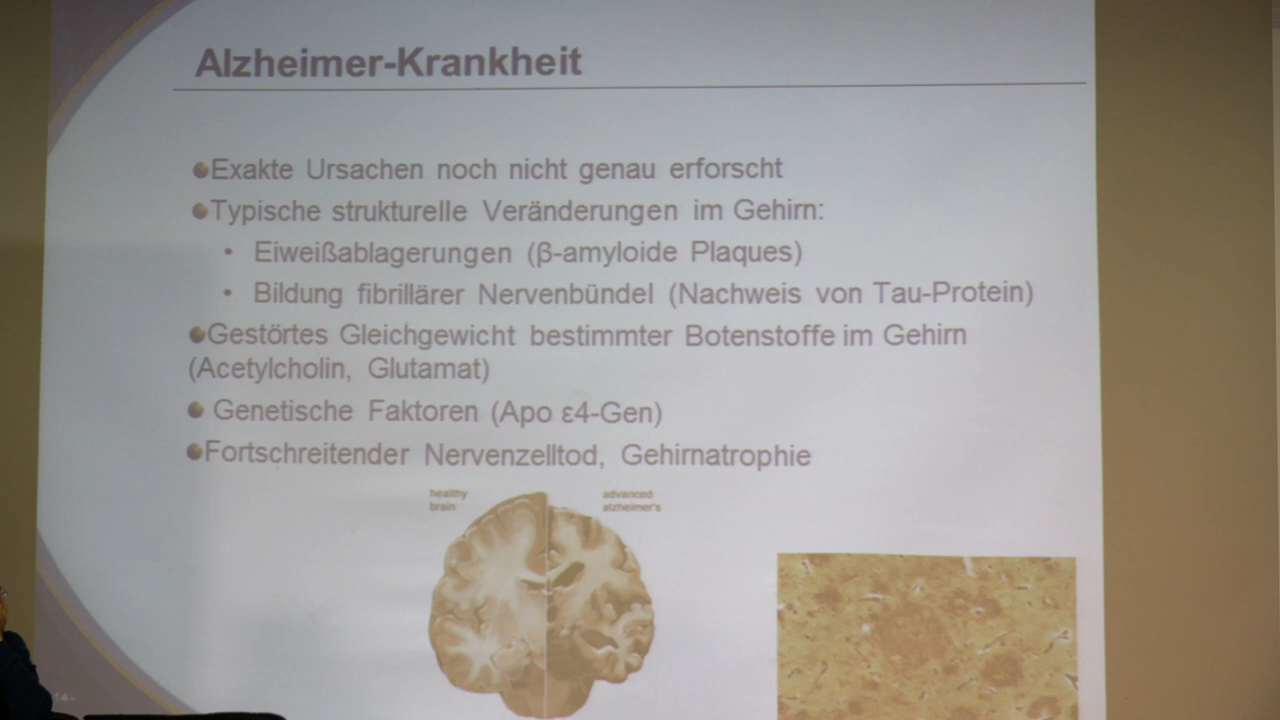 Alzheimer-Krankheit
Exakte Ursachen noch nicht genau erforscht
Typische strukturelle Veränderungen im Gehirn:
• Eiweißablagerungen (β-amyloide Plaques)
• Bildung fibrillärer Nervenbündel (Nachweis von Tau-Protein)
Gestörtes Gleichgewicht bestimmter Botenstoffe im Gehirn
(Acetylcholin, Glutamat)
Genetische Faktoren (Apo ε4-Gen)
Fortschreitender Nervenzelltod, Gehirnatrophie
healthy
brain
advanced
alzheimer's